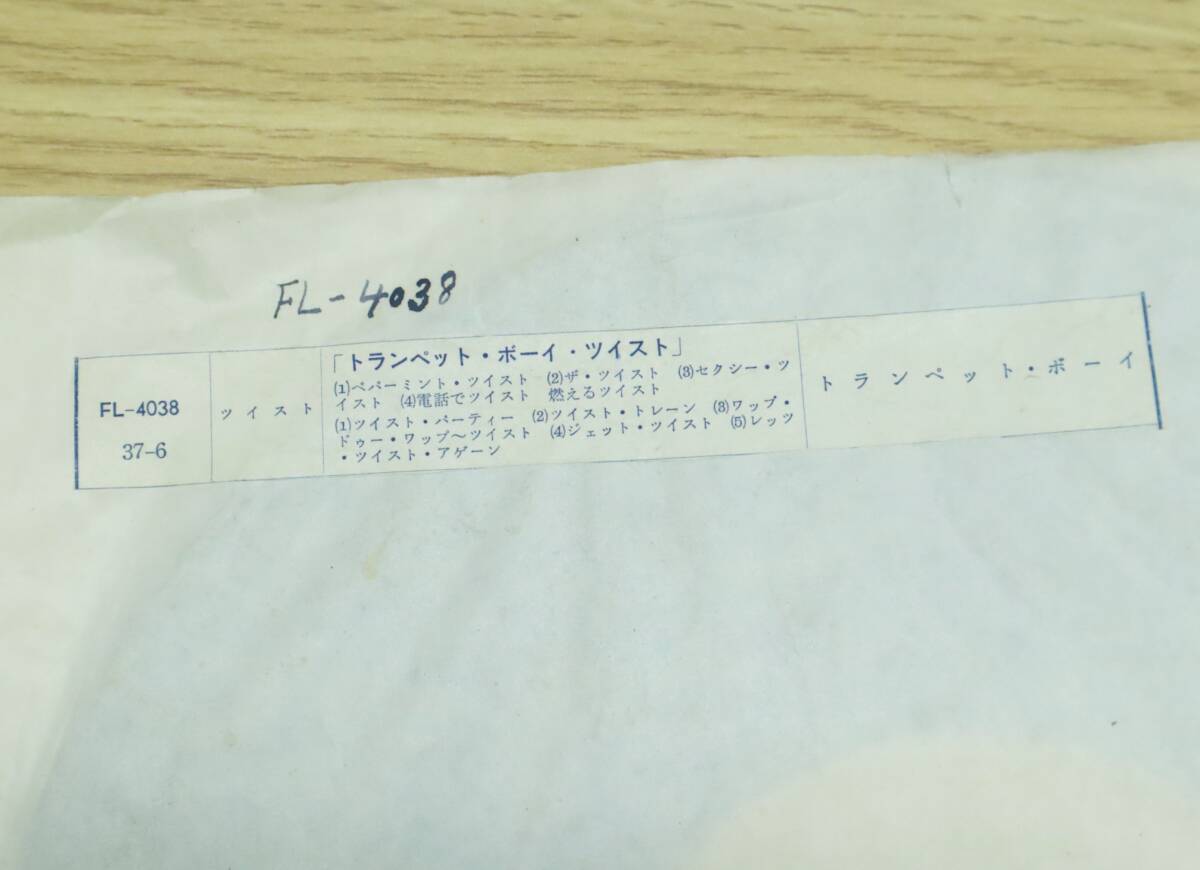 FL-4038
FL-4038
37-6
ツイスト
「トランペット・ボーイ・ツイスト」
⑴ペパーミント・ツイスト ⑵ザ・ツイスト ⑶セクシー・ツ
イスト ⑷電話でツイスト 燃えるツイスト
⑴ツイスト・パーティー ⑵ツイスト・トレーン ⑶ワップ・
ドゥー・ワップ〜ツイスト ⑷ジェット・ツイスト ⑸レッツ
・ツイスト・アゲーン
トランペット・ボーイ